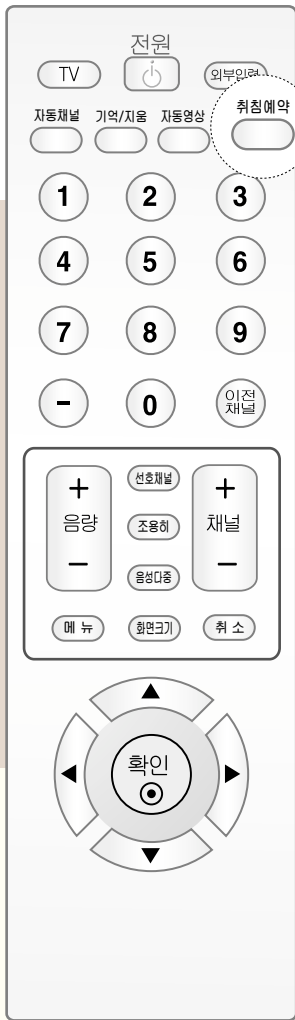 전원
TV
외부입력
자동채널 기억/지움 자동영상 취침예약
1 2 3
4 5 6
7 8 9
- 0 이전
채널
+ 선호채널 +
음량 조용히 채널
- 음성다중 -
메뉴 화면크기 취소
확인